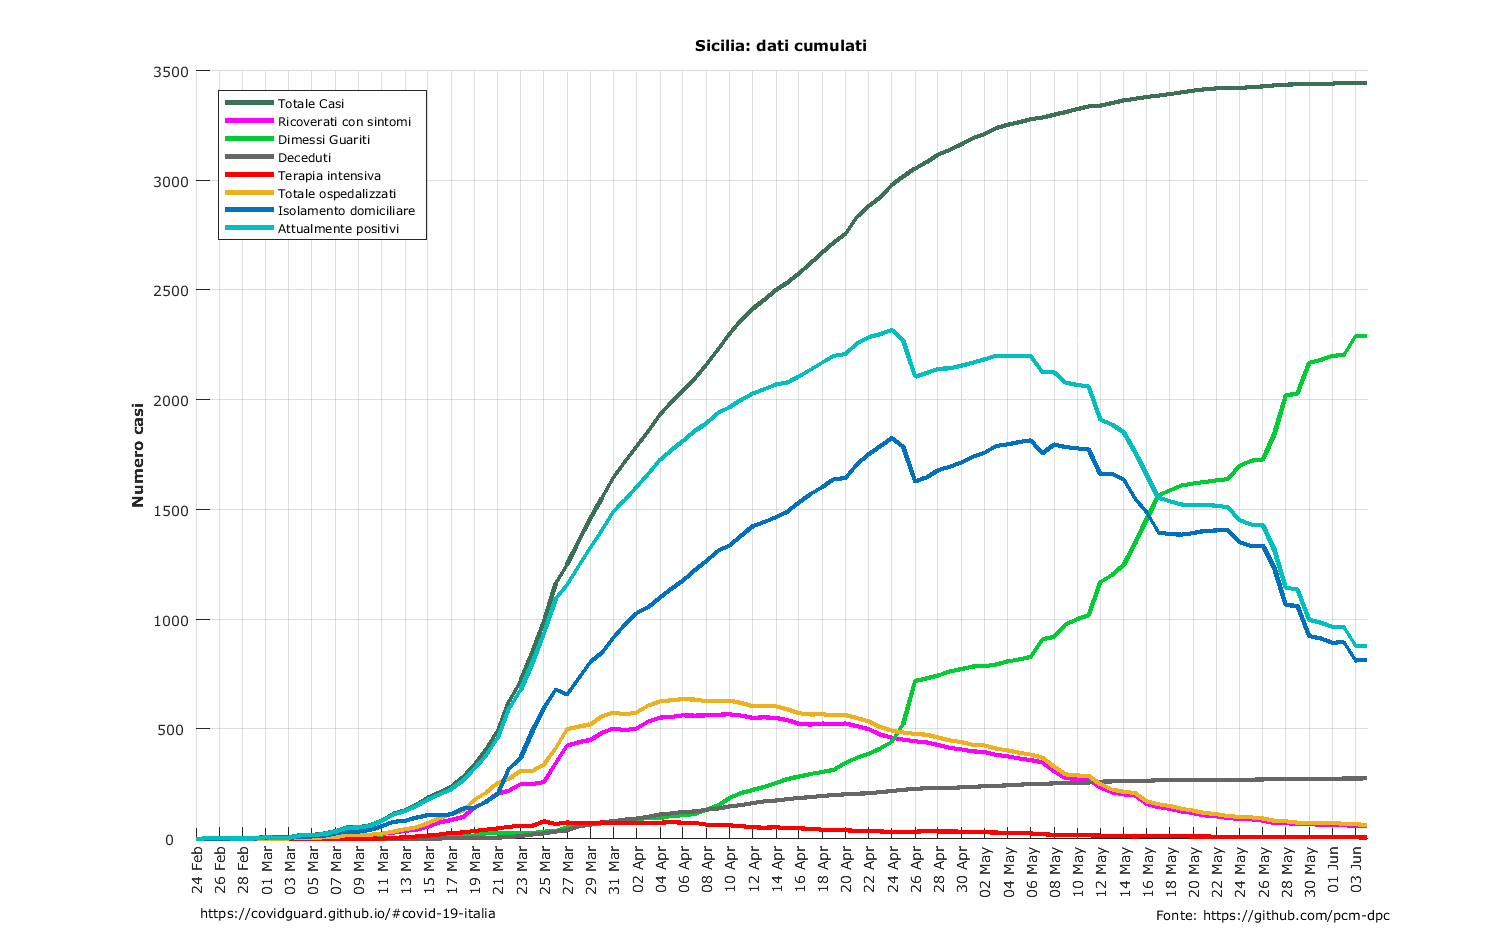 Sicilia: dati cumulati
3500
3000
2500
2000
1500
1000
500
0
Numero casi
Totale Casi
Ricoverati con sintomi
Dimessi Guariti
Deceduti
Terapia intensiva
Totale ospedalizzati
Isolamento domiciliare
Attualmente positivi
24 Feb
26 Feb
28 Feb
01 Mar
03 Mar
05 Mar
07 Mar
09 Mar
11 Mar
13 Mar
15 Mar
17 Mar
19 Mar
21 Mar
23 Mar
25 Mar
27 Mar
29 Mar
31 Mar
02 Apr
04 Apr
06 Apr
08 Apr
10 Apr
12 Apr
14 Apr
16 Apr
18 Apr
20 Apr
22 Apr
24 Apr
26 Apr
28 Apr
30 Apr
02 May
04 May
06 May
08 May
10 May
12 May
14 May
16 May
18 May
20 May
22 May
24 May
26 May
28 May
30 May
01 Jun
03 Jun
https://covidguard.github.io/#covid-19-italia
Fonte: https://github.com/pcm-dpc